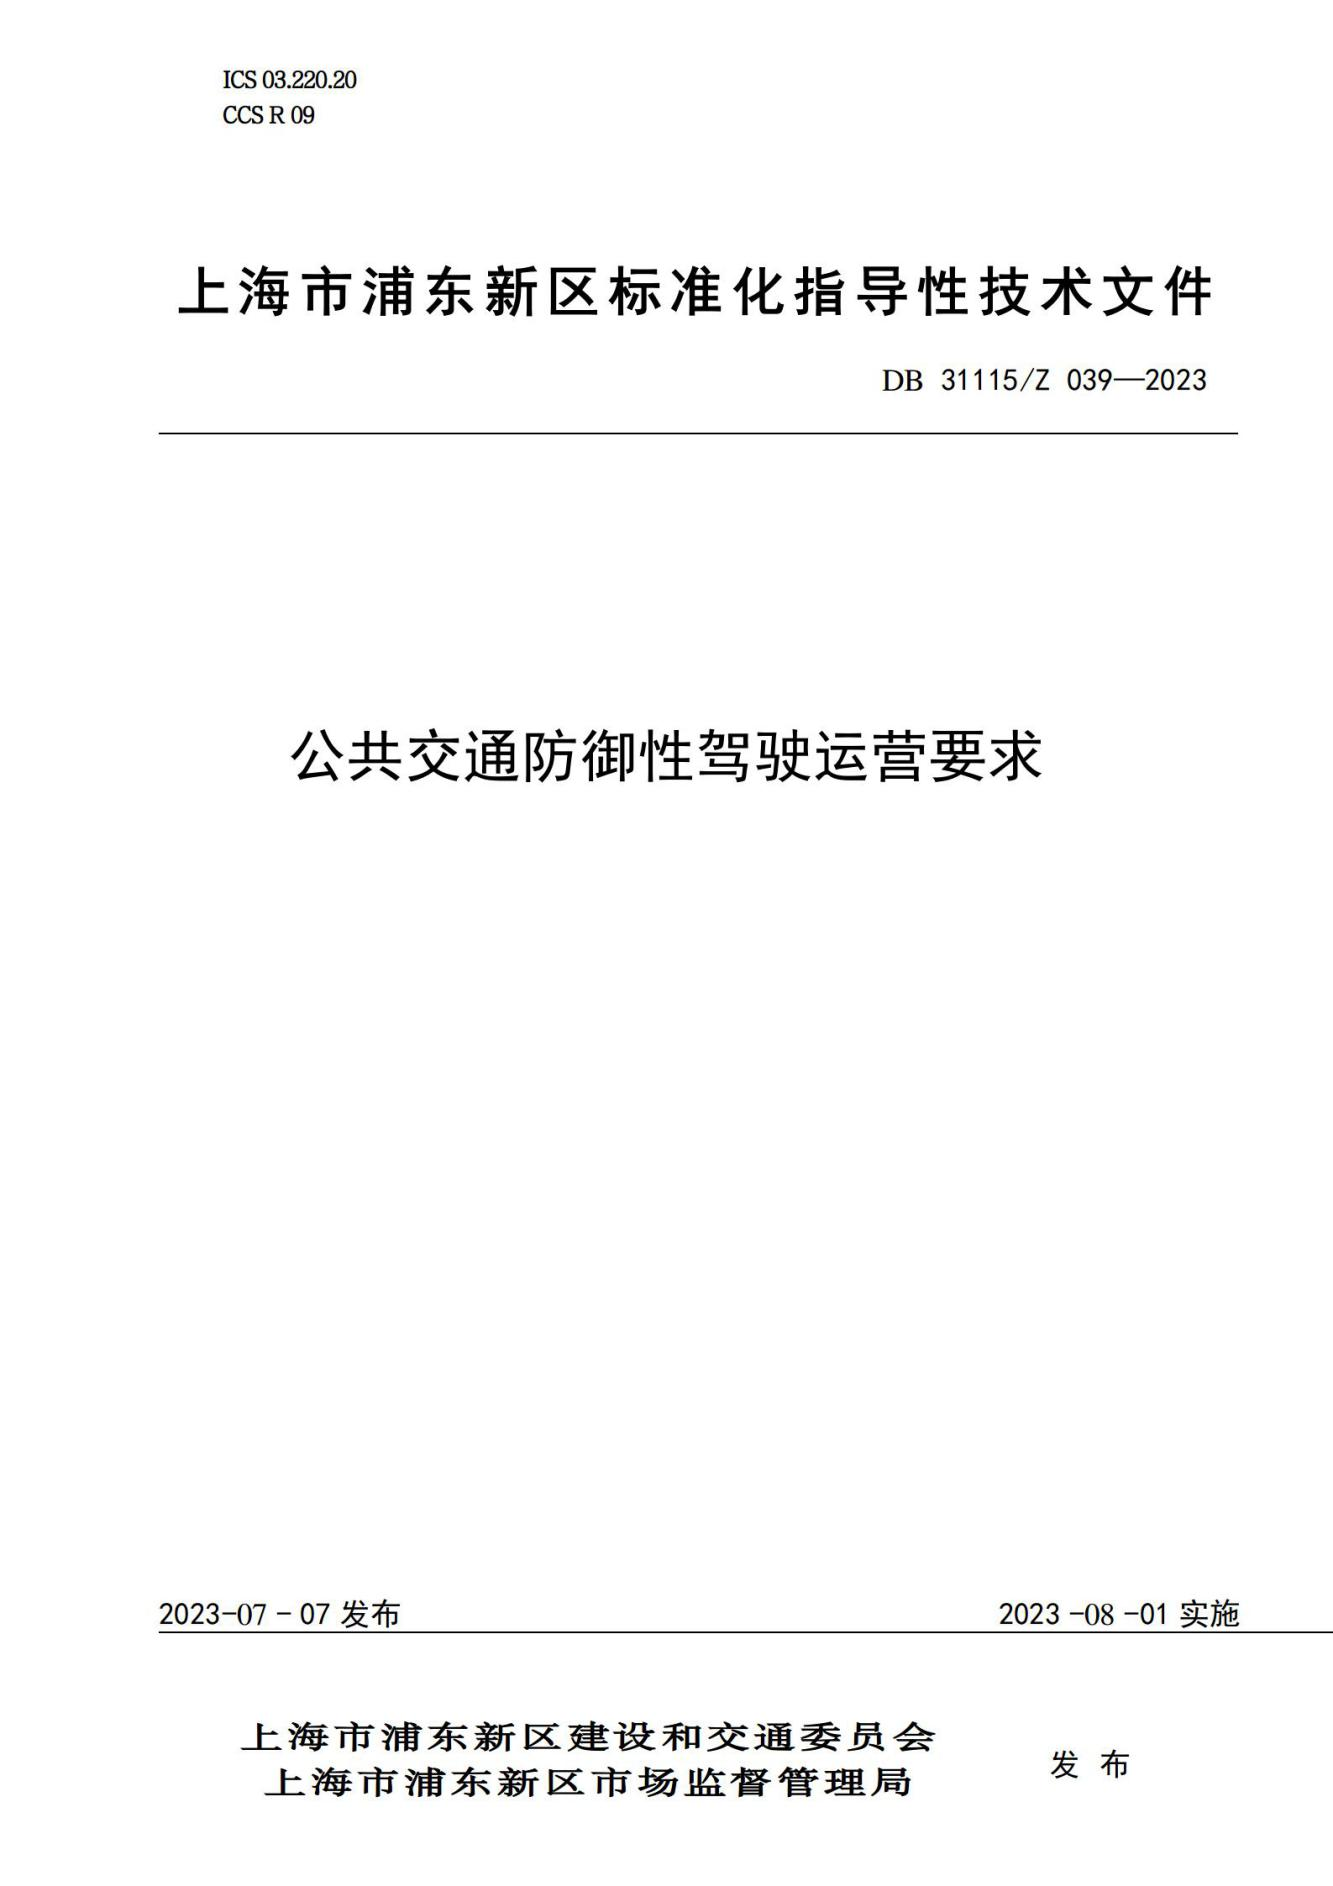 ICS 03.220.20
CCS R 09
上海市浦东新区标准化指导性技术文件
DB 31115/Z 039—2023
公共交通防御性驾驶运营要求
2023-07-07 发布
2023-08-01 实施
上海市浦东新区建设和交通委员会
上海市浦东新区市场监督管理局
发 布